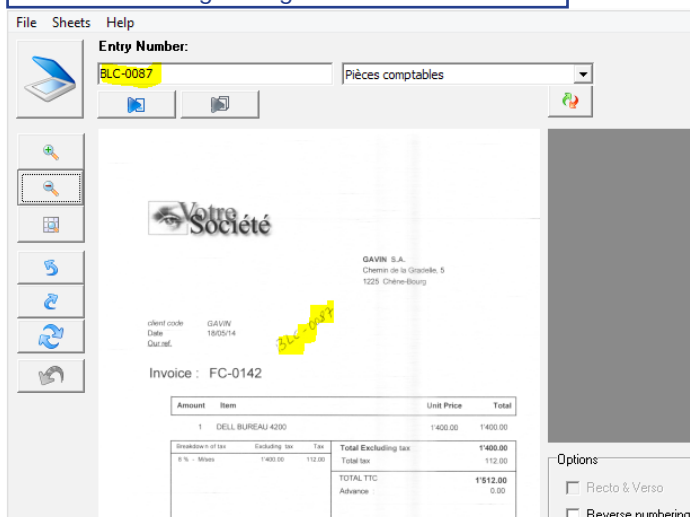 File Sheets Help
Entry Number:
BLC-0087 Pièces comptables
Votre
Société
GAVIN S.A.
Chemin de la Gradelle, 5
1225 Chêne-Bourg
client code GAVIN
Date 18/05/14
Our ref.
BLC-0087
Invoice : FC-0142
Amount Item Unit Price Total
1 DELL BUREAU 4200 1'400.00 1'400.00
Breakdown of tax Excluding tax Tax Total Excluding tax 1'400.00
1'400.00 112.00 Total tax 112.00
TOTAL TTC 1'512.00
Advance 0.00
Options
Recto & Verso
Reverse numbering